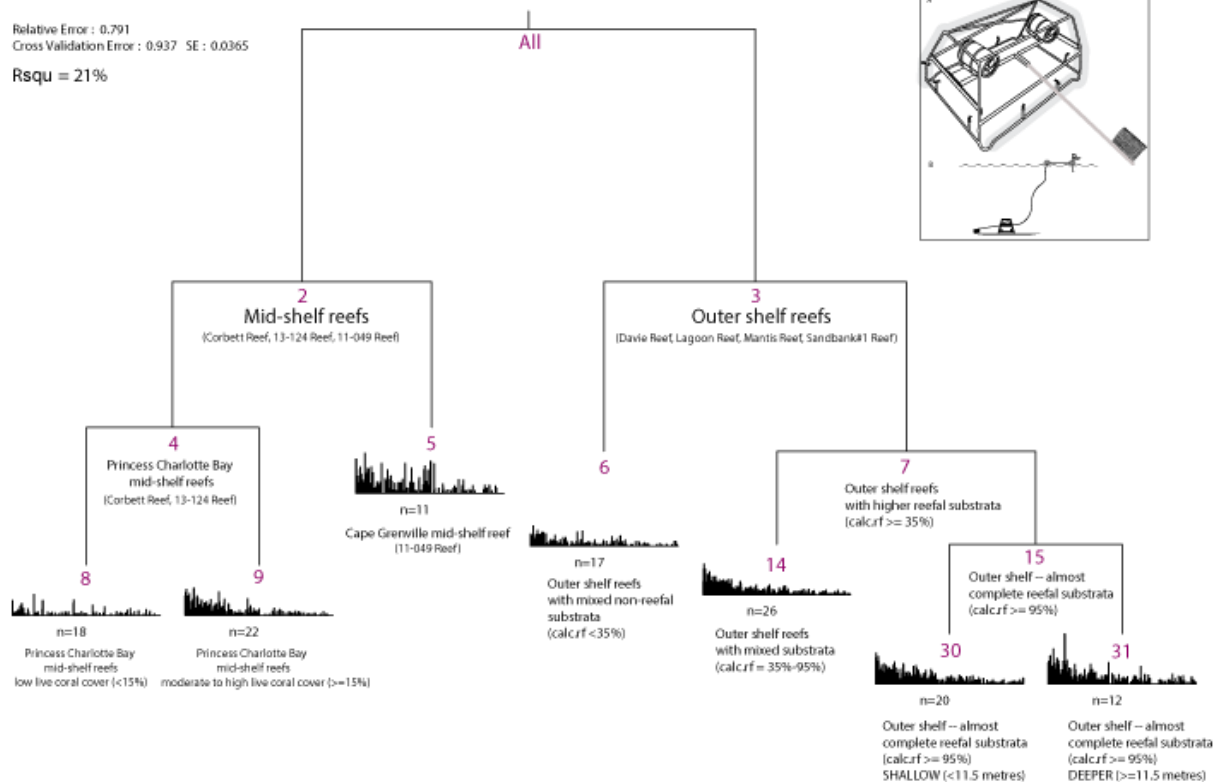 Relative Error : 0.791
Cross Validation Error : 0.937 SE : 0.0365
Rsqu = 21%
All
A
B
2
Mid-shelf reefs
(Corbett Reef, 13-124 Reef, 11-049 Reef)
3
Outer shelf reefs
(Davie Reef, Lagoon Reef, Mantis Reef, Sandbank#1 Reef)
4
Princess Charlotte Bay
mid-shelf reefs
(Corbett Reef, 13-124 Reef)
5
n=11
Cape Grenville mid-shelf reef
(11-049 Reef)
6
n=17
Outer shelf reefs
with mixed non-reefal
substrata
(calc.rf <35%)
7
Outer shelf reefs
with higher reefal substrata
(calc.rf >= 35%)
8
n=18
Princess Charlotte Bay
mid-shelf reefs
low live coral cover (<15%)
9
n=22
Princess Charlotte Bay
mid-shelf reefs
moderate to high live coral cover (>=15%)
14
n=26
Outer shelf reefs
with mixed substrata
(calc.rf = 35%-95%)
15
Outer shelf -- almost
complete reefal substrata
(calc.rf >= 95%)
30
n=20
Outer shelf -- almost
complete reefal substrata
(calc.rf >= 95%)
SHALLOW (<11.5 metres)
31
n=12
Outer shelf -- almost
complete reefal substrata
(calc.rf >= 95%)
DEEPER (>=11.5 metres)